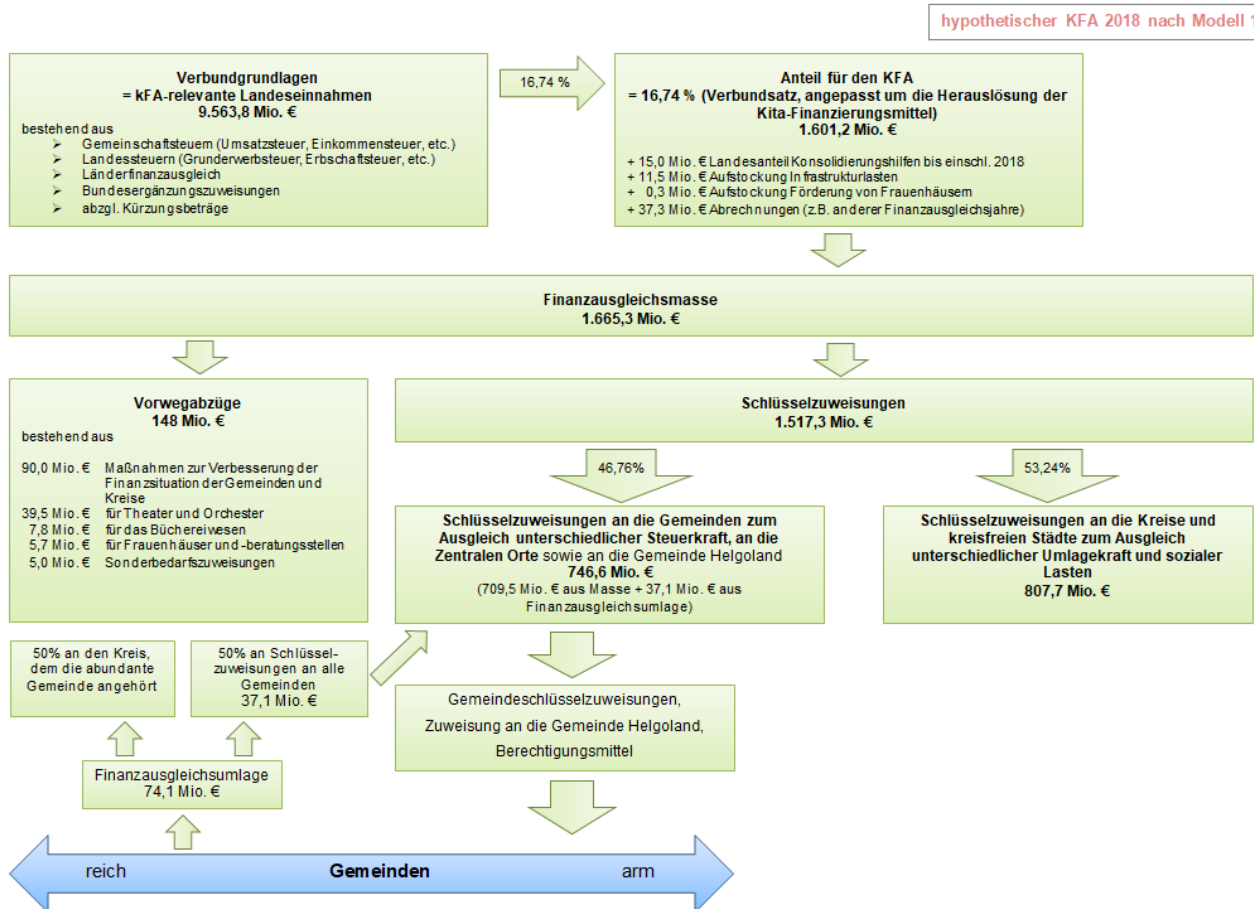 hypothetischer KFA 2018 nach Modell 1
Verbundgrundlagen
= kFA-relevante Landeseinnahmen
9.563,8 Mio. €
bestehend aus
➢ Gemeinschaftsteuern (Umsatzsteuer, Einkommensteuer, etc.)
➢ Landessteuern (Grunderwerbsteuer, Erbschaftsteuer, etc.)
➢ Länderfinanzausgleich
➢ Bundesergänzungszuweisungen
➢ abzgl. Kürzungsbeträge
16,74 %
Anteil für den KFA
= 16,74 % (Verbundsatz, angepasst um die Herauslösung der
Kita-Finanzierungsmittel)
1.601,2 Mio. €
+ 15,0 Mio. € Landesanteil Konsolidierungshilfen bis einschl. 2018
+ 11,5 Mio. € Aufstockung Infrastrukturlasten
+ 0,3 Mio. € Aufstockung Förderung von Frauenhäusern
+ 37,3 Mio. € Abrechnungen (z.B. anderer Finanzausgleichsjahre)
Finanzausgleichsmasse
1.665,3 Mio. €
Vorwegabzüge
148 Mio. €
bestehend aus
90,0 Mio. € Maßnahmen zur Verbesserung der
Finanzsituation der Gemeinden und
Kreise
39,5 Mio. € für Theater und Orchester
7,8 Mio. € für das Büchereiwesen
5,7 Mio. € für Frauenhäuser und -beratungsstellen
5,0 Mio. € Sonderbedarfszuweisungen
Schlüsselzuweisungen
1.517,3 Mio. €
46,76%
53,24%
Schlüsselzuweisungen an die Gemeinden zum
Ausgleich unterschiedlicher Steuerkraft, an die
Zentralen Orte sowie an die Gemeinde Helgoland
746,6 Mio. €
(709,5 Mio. € aus Masse + 37,1 Mio. € aus
Finanzausgleichsumlage)
Schlüsselzuweisungen an die Kreise und
kreisfreien Städte zum Ausgleich
unterschiedlicher Umlagekraft und sozialer
Lasten
807,7 Mio. €
50% an den Kreis,
dem die abundante
Gemeinde angehört
50% an Schlüssel-
zuweisungen an alle
Gemeinden
37,1 Mio. €
Gemeindeschlüsselzuweisungen,
Zuweisung an die Gemeinde Helgoland,
Berechtigungsmittel
Finanzausgleichsumlage
74,1 Mio. €
reich Gemeinden arm